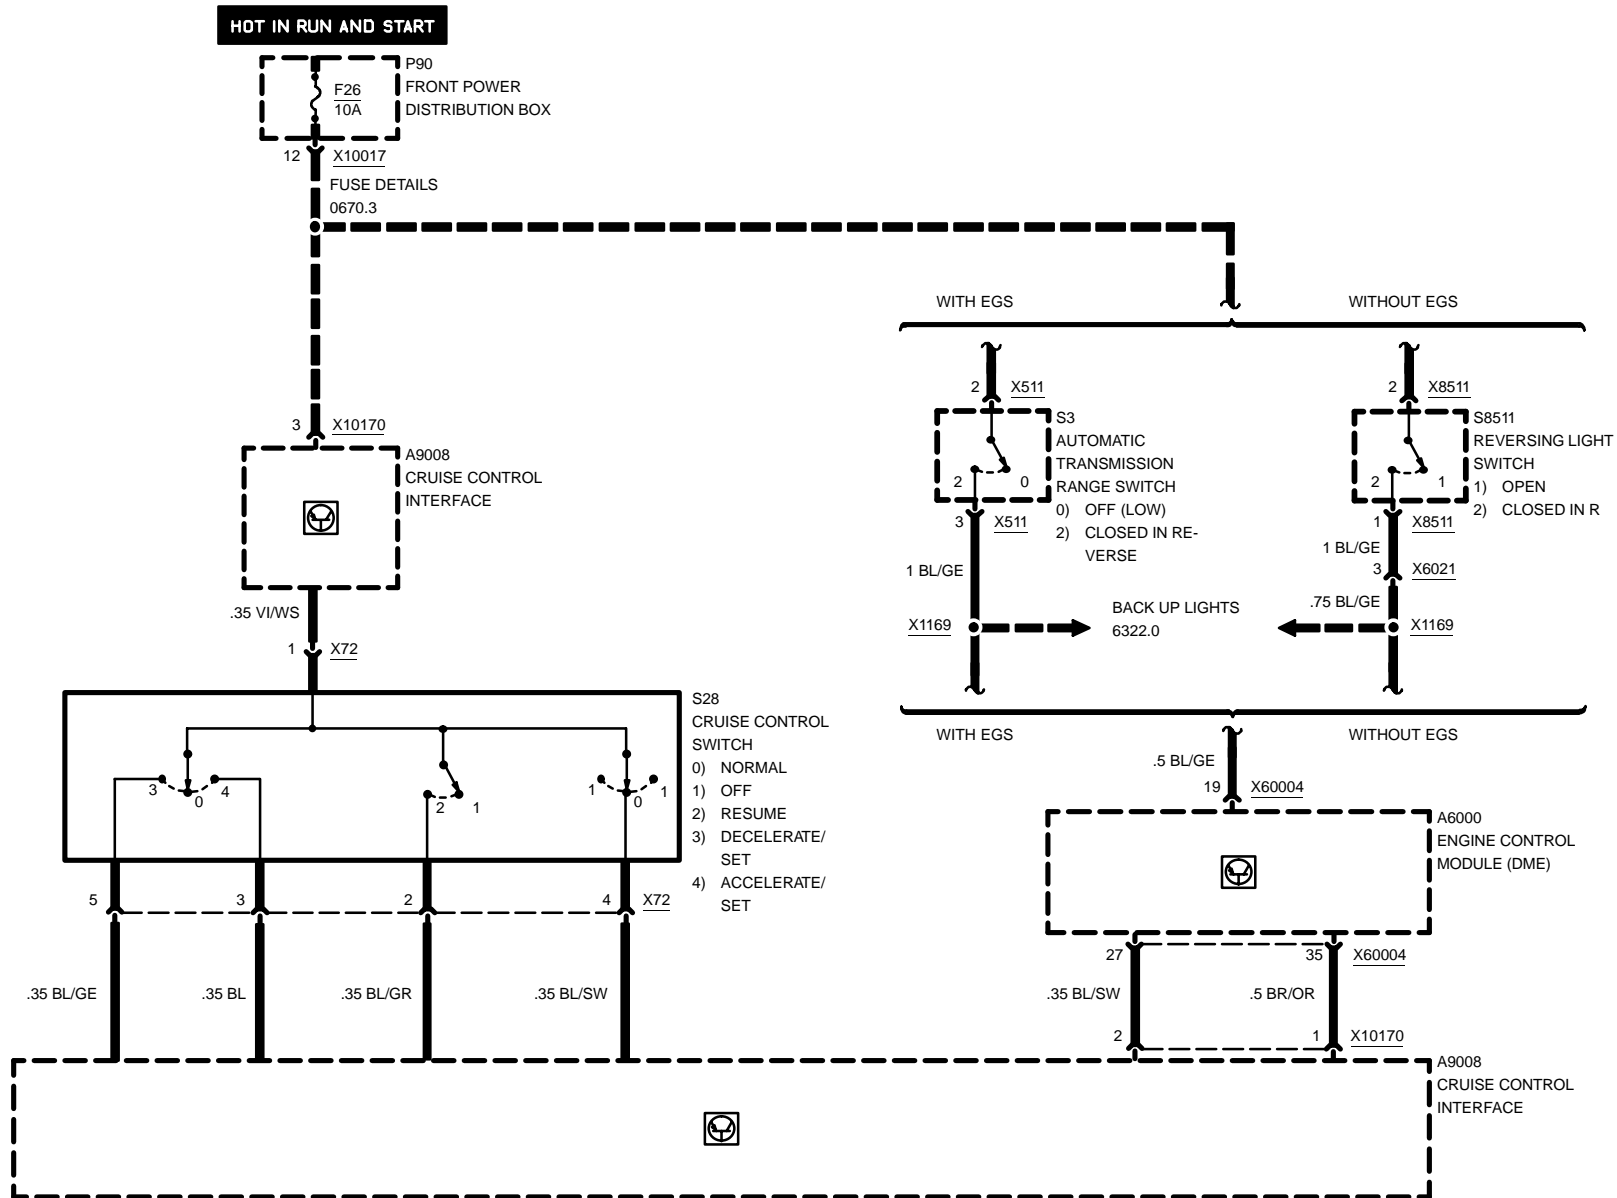 HOT IN RUN AND START
P90
FRONT POWER
DISTRIBUTION BOX
F26
10A
12 X10017
FUSE DETAILS
0670.3
WITH EGS
WITHOUT EGS
3 X10170
A9008
CRUISE CONTROL
INTERFACE
.35 VI/WS
1 X72
2 X511
S3
AUTOMATIC
TRANSMISSION
RANGE SWITCH
0) OFF (LOW)
2) CLOSED IN RE-
VERSE
2 0
3 X511
1 BL/GE
X1169
BACK UP LIGHTS
6322.0
2 X8511
S8511
REVERSING LIGHT
SWITCH
1) OPEN
2) CLOSED IN R
2 1
1 X8511
1 BL/GE
3 X6021
.75 BL/GE
X1169
S28
CRUISE CONTROL
SWITCH
0) NORMAL
1) OFF
2) RESUME
3) DECELERATE/
SET
4) ACCELERATE/
SET
3 0 4
2 1
1 0 1
5 3 2 4 X72
.35 BL/GE
.35 BL
.35 BL/GR
.35 BL/SW
WITH EGS
WITHOUT EGS
.5 BL/GE
19 X60004
A6000
ENGINE CONTROL
MODULE (DME)
27 35 X60004
.35 BL/SW
.5 BR/OR
2 1 X10170
A9008
CRUISE CONTROL
INTERFACE